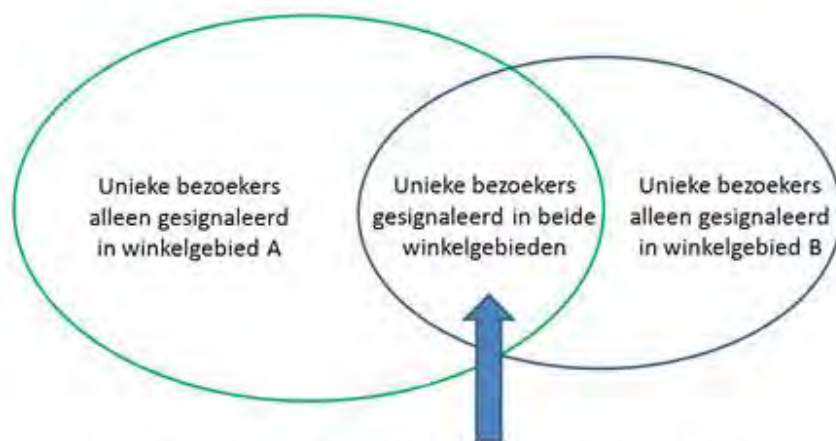 Unieke bezoekers
alleen gesignaleerd
in winkelgebied A
Unieke bezoekers
gesignaleerd in beide
winkelgebieden
Unieke bezoekers
alleen gesignaleerd
in winkelgebied B